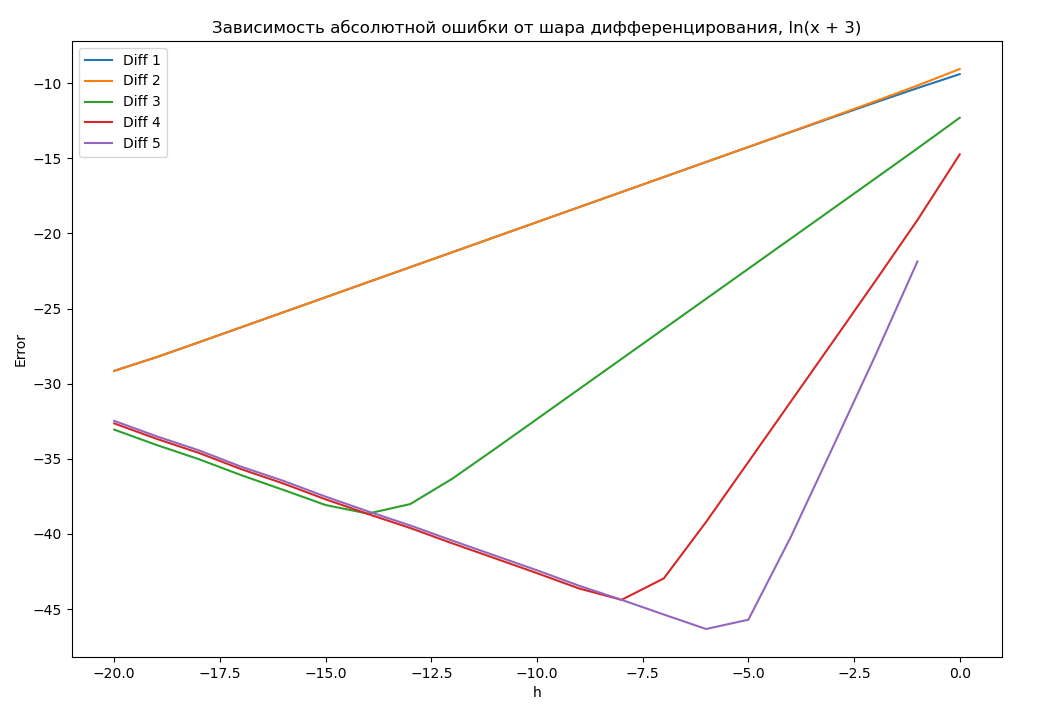 Зависимость абсолютной ошибки от шара дифференцирования, ln(x + 3)
Diff 1
Diff 2
Diff 3
Diff 4
Diff 5
Error
−10
−15
−20
−25
−30
−35
−40
−45
−20.0
−17.5
−15.0
−12.5
−10.0
−7.5
−5.0
−2.5
0.0
h